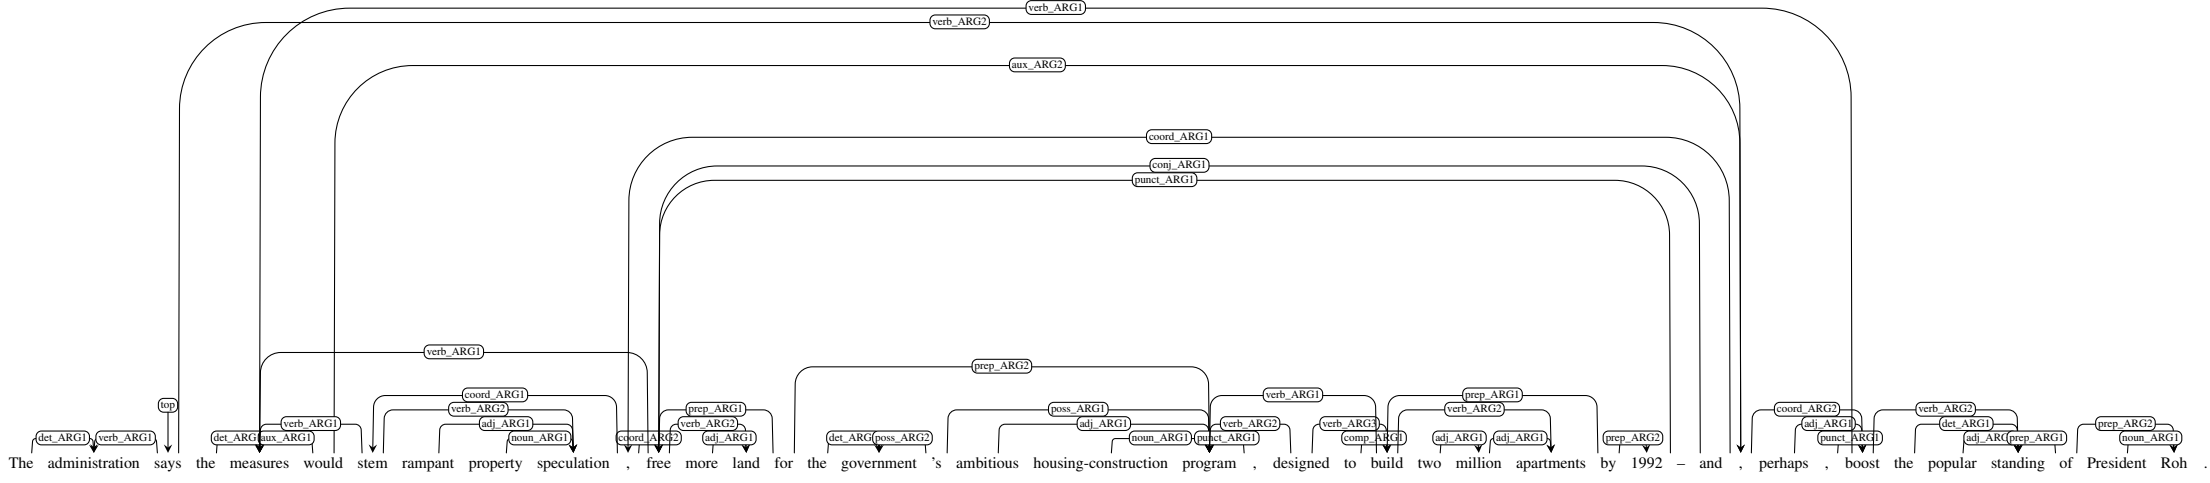 verb_ARG1
verb_ARG2
aux_ARG2
coord_ARG1
conj_ARG1
punct_ARG1
verb_ARG1
prep_ARG2
coord_ARG1 verb_ARG1 prep_ARG1
top verb_ARG2 prep_ARG1 poss_ARG1 verb_ARG2 coord_ARG2 verb_ARG2
verb_ARG1 adj_ARG1 verb_ARG2 adj_ARG1 verb_ARG2 verb_ARG3 adj_ARG1 det_ARG1 prep_ARG2
det_ARG1 verb_ARG1 aux_ARG1 noun_ARG1 coord_ARG2 adj_ARG1 poss_ARG2 noun_ARG1 punct_ARG1 comp_ARG1 adj_ARG1 adj_ARG1 prep_ARG2 punct_ARG1 prep_ARG1 noun_ARG1
The administration says the measures would stem rampant property speculation , free more land for the government 's ambitious housing-construction program , designed to build two million apartments by 1992 – and , perhaps , boost the popular standing of President Roh .